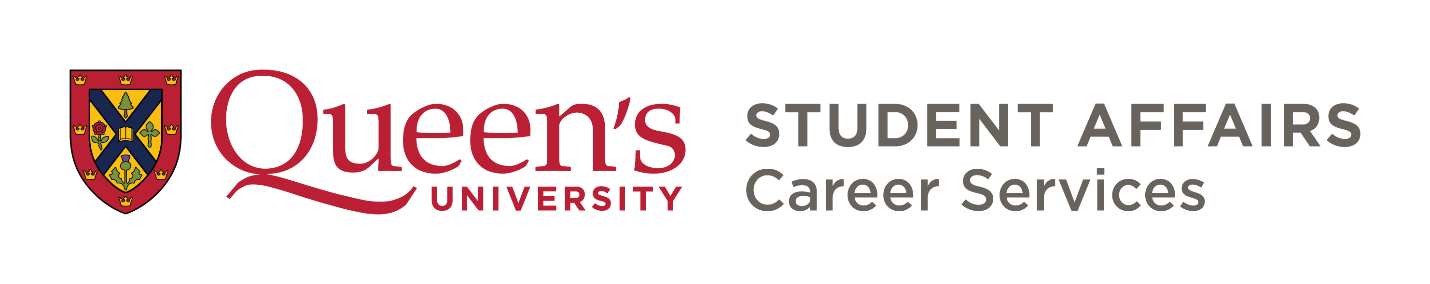 Queen's
UNIVERSITY
STUDENT AFFAIRS
Career Services